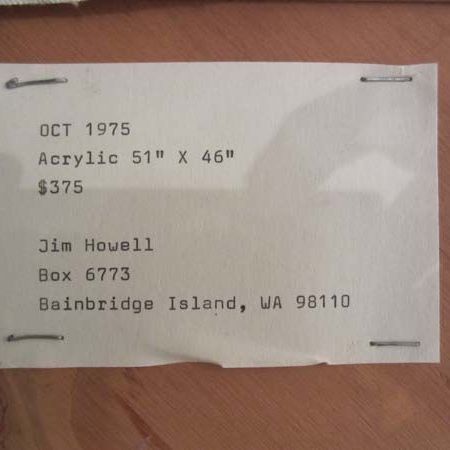 OCT 1975
Acrylic 51" X 46"
$375
Jim Howell
Box 6773
Bainbridge Island, WA 98110